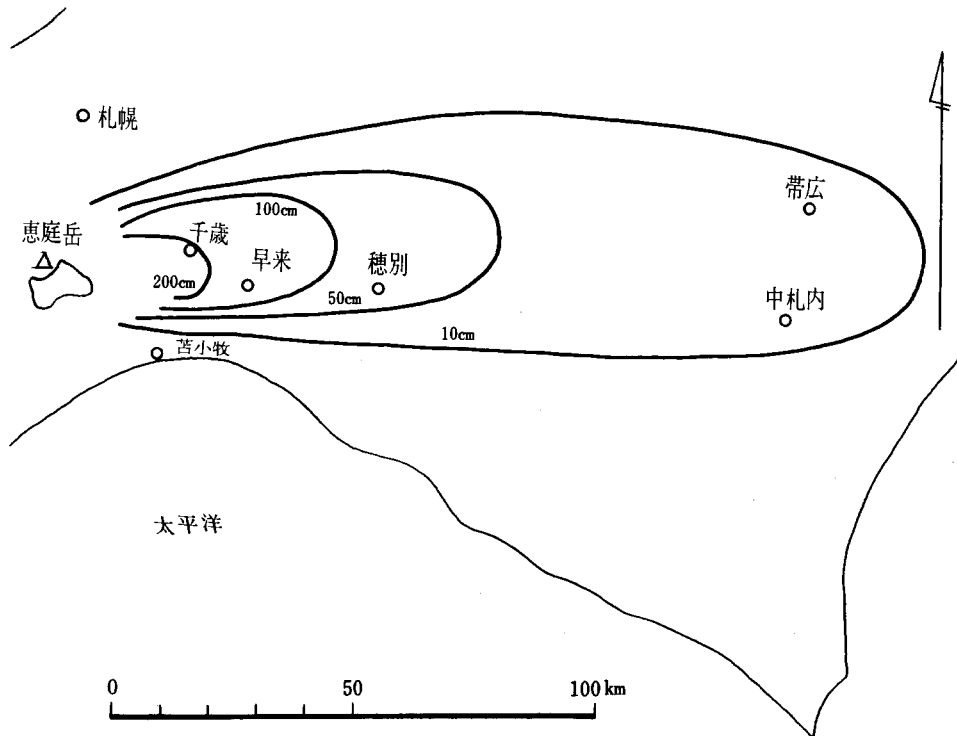 札幌
帯広
100cm
恵庭岳
千歳
早来
穂別
200cm
50cm
中札内
10cm
苫小牧
太平洋
0 50 100 km